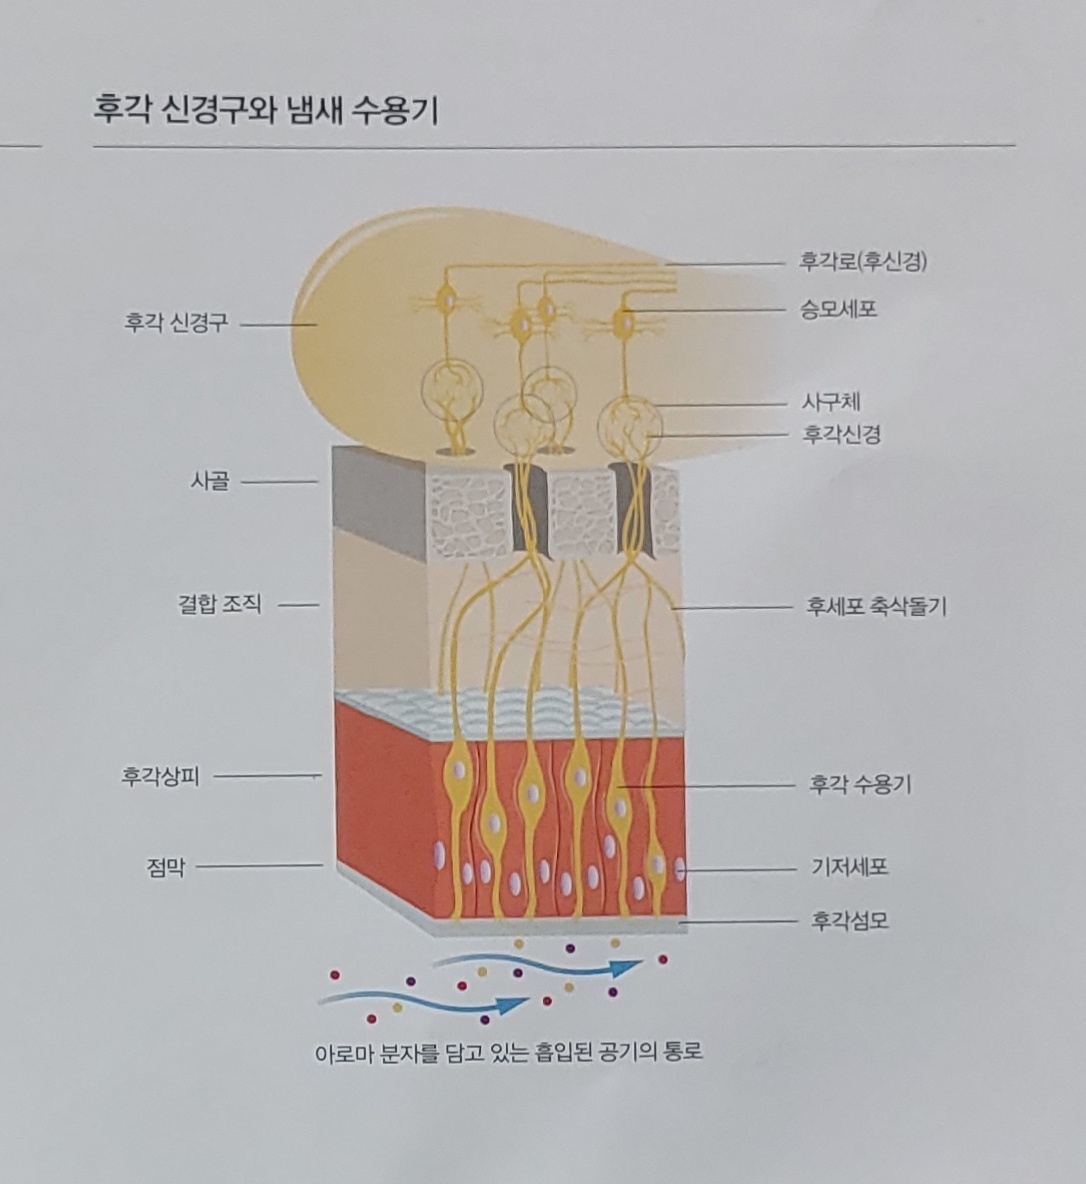 후각 신경구와 냄새 수용기
후각로(후신경)
승모세포
후각 신경구
사구체
후각신경
사골
결합 조직
후세포 축삭돌기
후각상피
후각 수용기
점막
기저세포
후각섬모
아로마 분자를 담고 있는 흡입된 공기의 통로